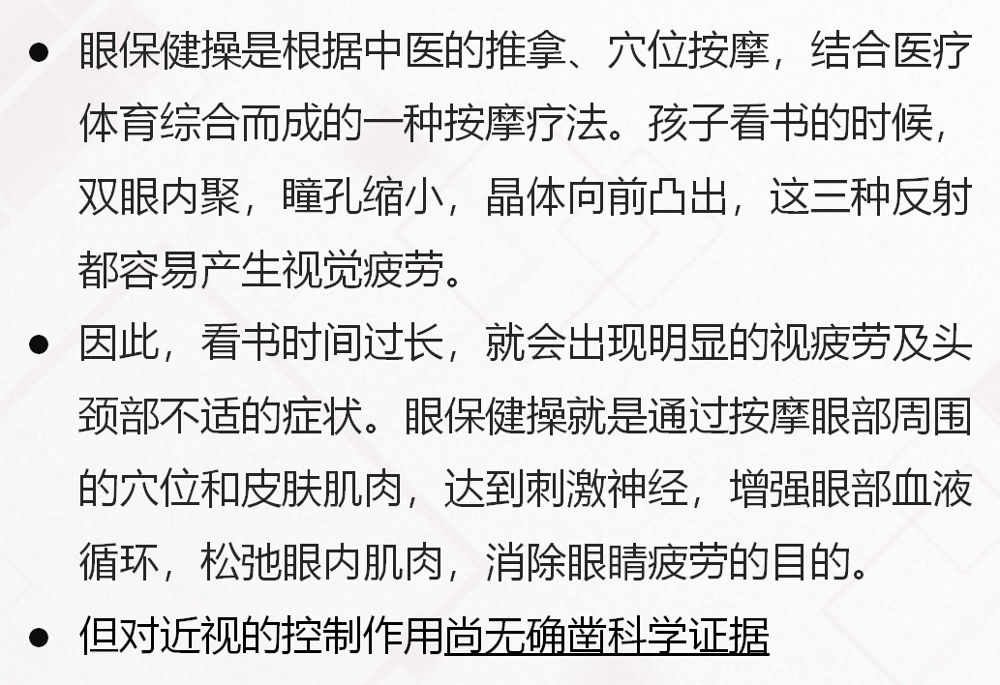 ● 眼保健操是根据中医的推拿、穴位按摩，结合医疗
体育综合而成的一种按摩疗法。孩子看书的时候，
双眼内聚，瞳孔缩小，晶体向前凸出，这三种反射
都容易产生视觉疲劳。
● 因此，看书时间过长，就会出现明显的视疲劳及头
颈部不适的症状。眼保健操就是通过按摩眼部周围
的穴位和皮肤肌肉，达到刺激神经，增强眼部血液
循环，松弛眼内肌肉，消除眼睛疲劳的目的。
● 但对近视的控制作用尚无确凿科学证据